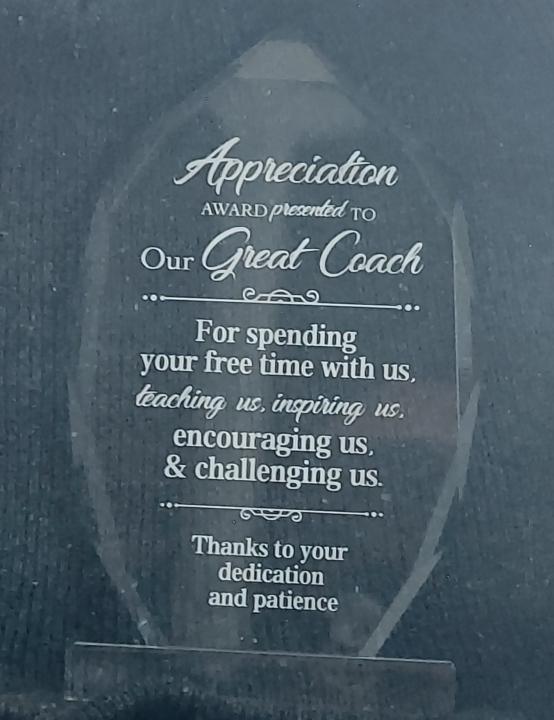 Appreciation
AWARD presented TO
Our Great Coach
For spending
your free time with us,
teaching us, inspiring us,
encouraging us,
& challenging us.
Thanks to your
dedication
and patience